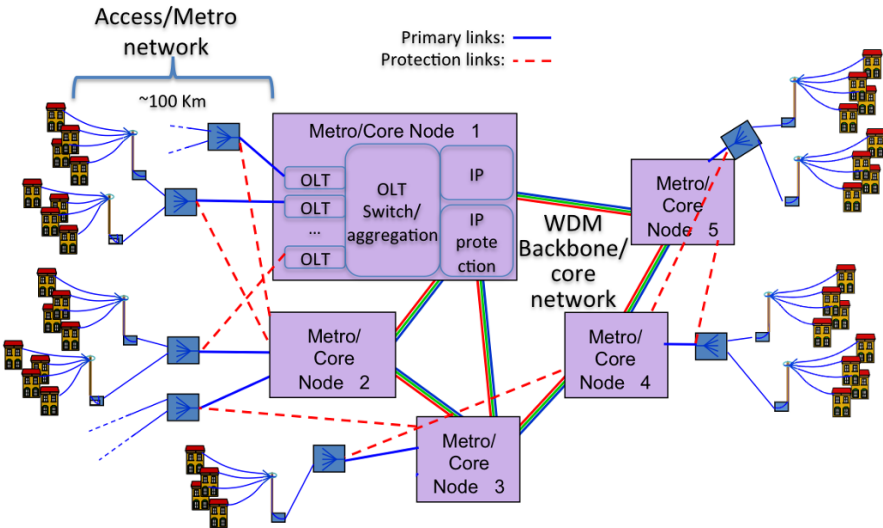 Access/Metro
network
~100 Km
Primary links:
Protection links:
Metro/Core Node 1
OLT
OLT
...
OLT
OLT
Switch/
aggregation
IP
IP
prote
ction
Metro/
Core
Node 5
WDM
Backbone/
core
network
Metro/
Core
Node 2
Metro/
Core
Node 4
Metro/
Core
Node 3